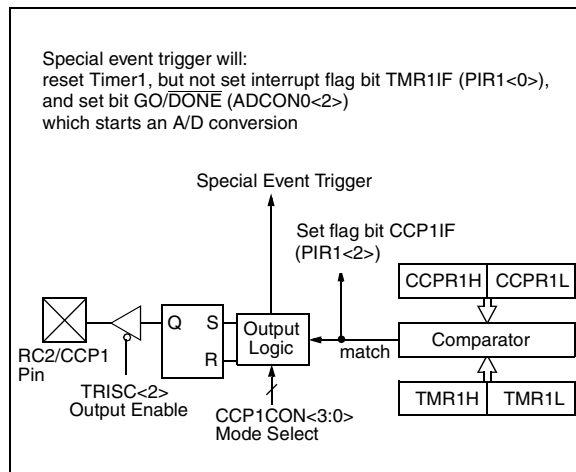 Special event trigger will:
reset Timer1, but not set interrupt flag bit TMR1IF (PIR1<0>),
and set bit GO/DONE (ADCON0<2>)
which starts an A/D conversion
Special Event Trigger
Set flag bit CCP1IF
(PIR1<2>)
CCPR1H CCPR1L
Q S
R
Output
Logic
match
Comparator
RC2/CCP1
Pin
TRISC<2>
Output Enable
CCP1CON<3:0>
Mode Select
TMR1H TMR1L